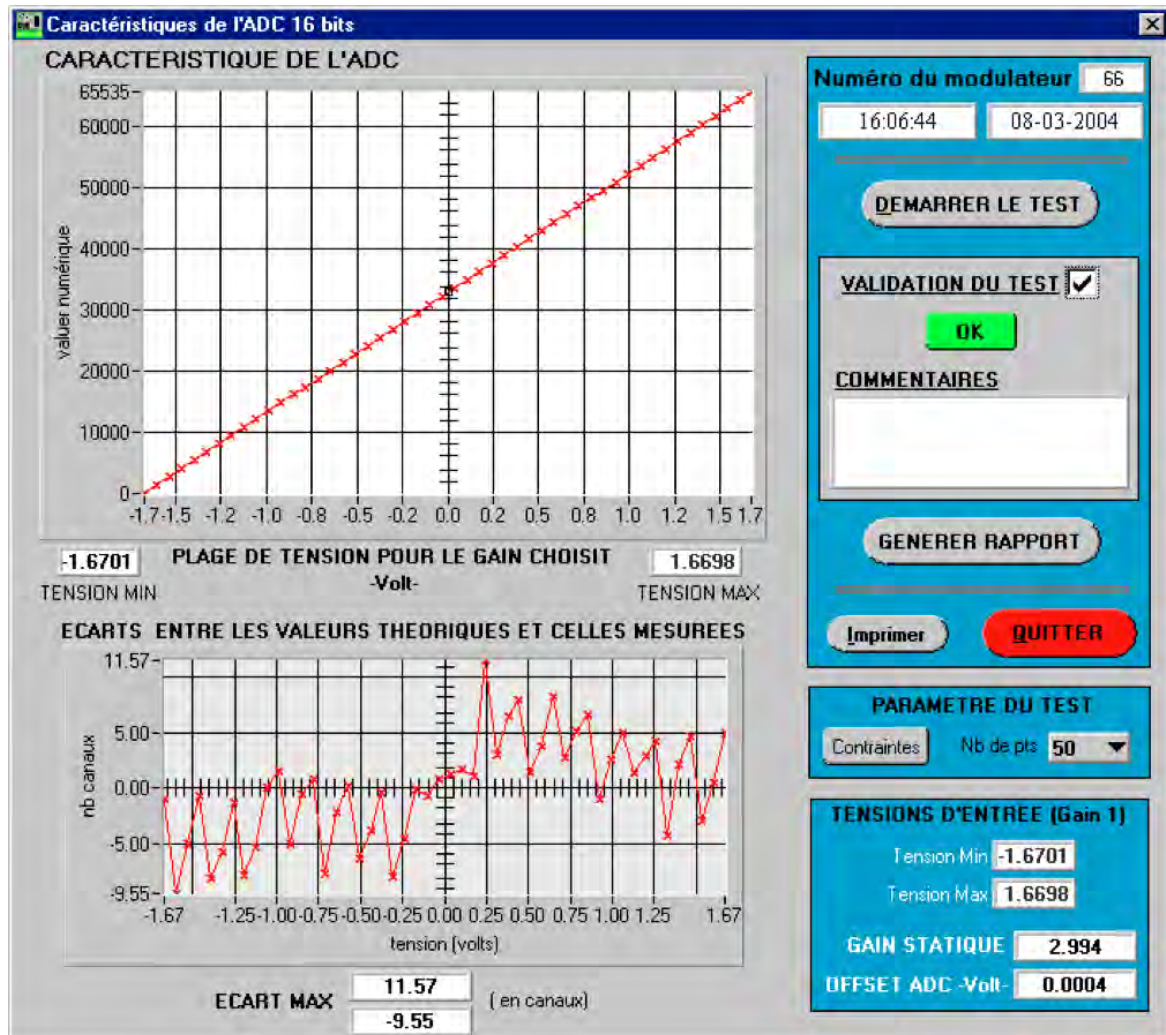 Caractéristiques de l'ADC 16 bits
CARACTERISTIQUE DE L'ADC
65535
60000
50000
40000
30000
20000
10000
0
valuer numérique
-1.7 -1.5 -1.2 -1.0 -0.8 -0.5 -0.2 0.0 0.2 0.5 0.8 1.0 1.2 1.5 1.7
-1.6701
PLAGE DE TENSION POUR LE GAIN CHOISIT
-Volt-
1.6698
TENSION MIN
TENSION MAX
ECARTS ENTRE LES VALEURS THEORIQUES ET CELLES MESUREES
11.57
5.00
0.00
-5.00
-9.55
nb canaux
-1.67 -1.25 -1.00 -0.75 -0.50 -0.25 0.00 0.25 0.50 0.75 1.00 1.25 1.67
tension (volts)
ECART MAX
11.57
-9.55
( en canaux)
Numéro du modulateur 66
16:06:44 08-03-2004
DEMARRER LE TEST
VALIDATION DU TEST
OK
COMMENTAIRES
GENERER RAPPORT
Imprimer
QUITTER
PARAMETRE DU TEST
Contraintes
Nb de pts 50
TENSIONS D'ENTREE (Gain 1)
Tension Min -1.6701
Tension Max 1.6698
GAIN STATIQUE 2.994
OFFSET ADC -Volt- 0.0004